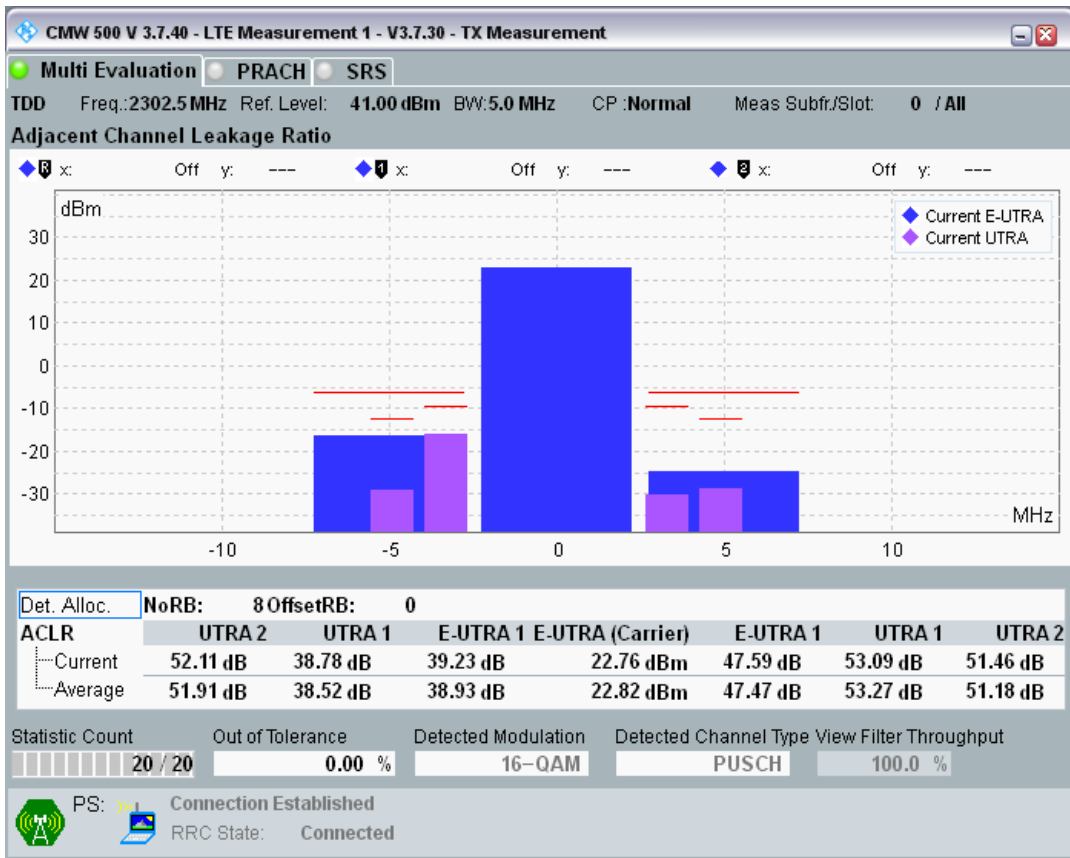 CMW 500 V 3.7.40 - LTE Measurement 1 - V3.7.30 - TX Measurement
Multi Evaluation PRACH SRS
TDD Freq.:2302.5 MHz Ref. Level: 41.00 dBm BW:5.0 MHz CP :Normal Meas Subfr./Slot: 0 / All
Adjacent Channel Leakage Ratio
R x: Off y: --- 1 x: Off y: --- 2 x: Off y: ---
dBm
Current E-UTRA
Current UTRA
30
20
10
0
-10
-20
-30
MHz
-10 -5 0 5 10
Det. Alloc. NoRB: 8 OffsetRB: 0
ACLR UTRA 2 UTRA 1 E-UTRA 1 E-UTRA (Carrier) E-UTRA 1 UTRA 1 UTRA 2
Current 52.11 dB 38.78 dB 39.23 dB 22.76 dBm 47.59 dB 53.09 dB 51.46 dB
Average 51.91 dB 38.52 dB 38.93 dB 22.82 dBm 47.47 dB 53.27 dB 51.18 dB
Statistic Count Out of Tolerance Detected Modulation Detected Channel Type View Filter Throughput
20 / 20 0.00 % 16-QAM PUSCH 100.0 %
PS: Connection Established
RRC State: Connected